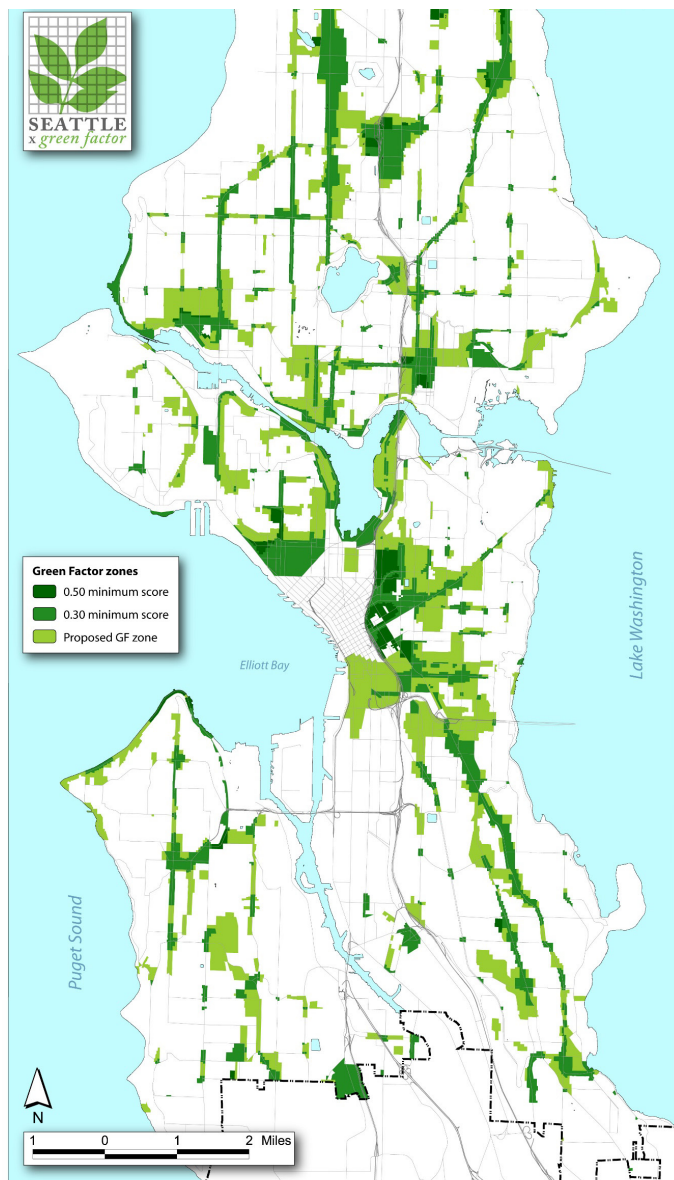 SEATTLE
x green factor
Green Factor zones
0.50 minimum score
0.30 minimum score
Proposed GF zone
Elliott Bay
Lake Washington
Puget Sound
N
1 0 1 2 Miles